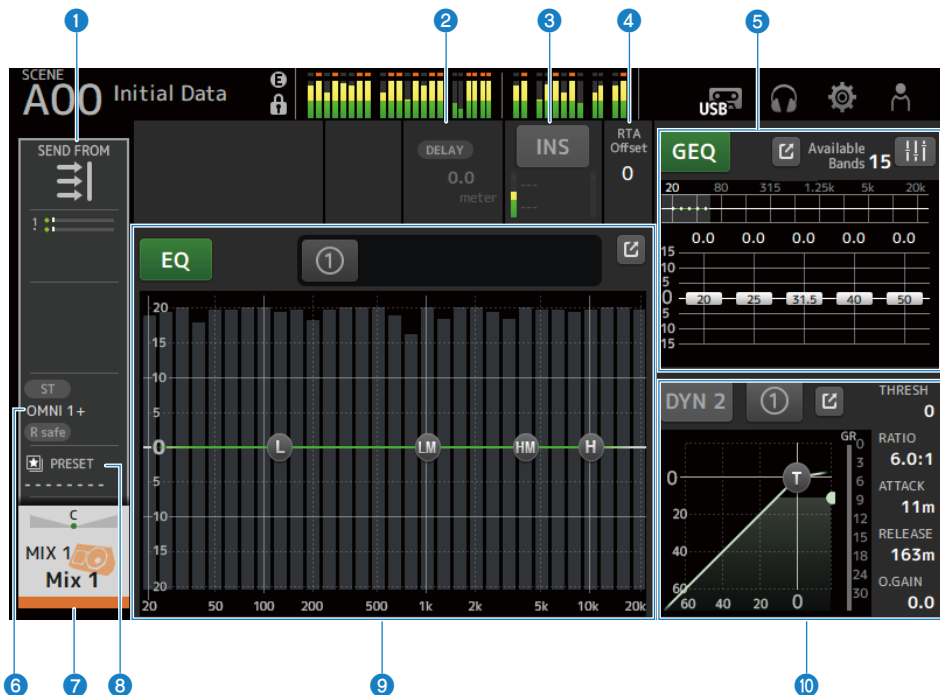 1
2
3
4
5
SCENE
A00 Initial Data
E
USB
SEND FROM
1
ST
OMNI 1+
R safe
PRESET
--------
C
MIX 1
Mix 1
DELAY
0.0
meter
INS
---
---
RTA
Offset
0
GEQ
Available
Bands 15
20 80 315 1.25k 5k 20k
0.0 0.0 0.0 0.0 0.0
15
10
5
0 20 25 31.5 40 50
5
10
15
EQ
1
20
15
10
5
0 L LM HM H
5
10
15
20
20 50 100 200 500 1k 2k 5k 10k 20k
DYN 2
1
THRESH
0
GR
0
3
6
9
12
15
18
24
30
T
0
20
40
60
60 40 20 0
RATIO
6.0:1
ATTACK
11m
RELEASE
163m
O.GAIN
0.0
6
7
8
9
10